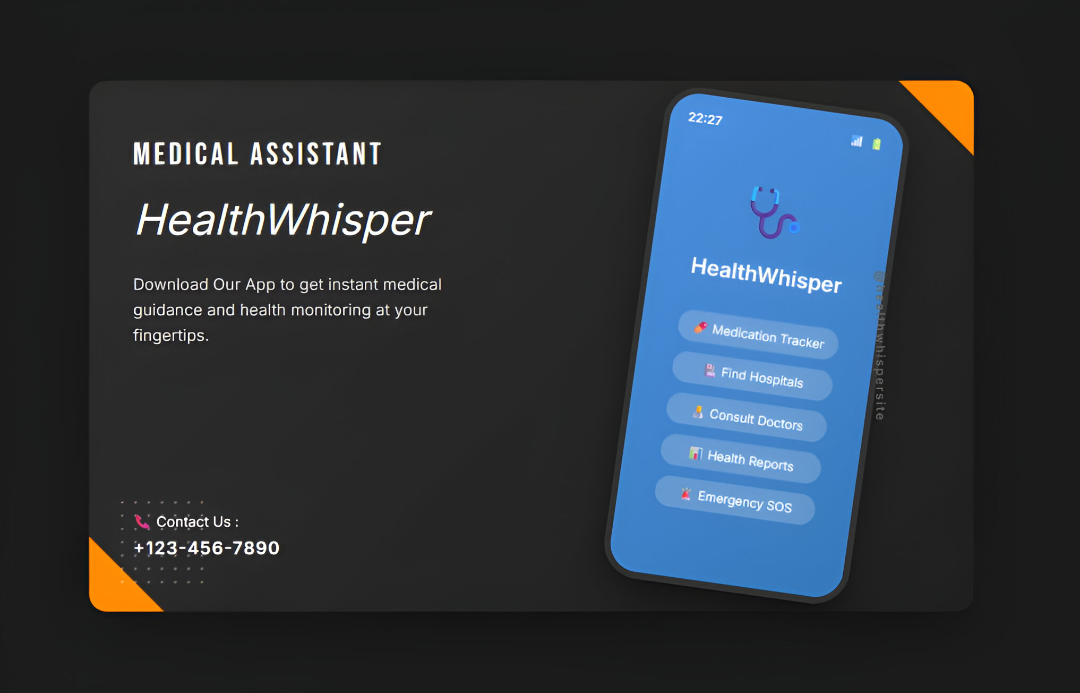 MEDICAL ASSISTANT
HealthWhisper
Download Our App to get instant medical
guidance and health monitoring at your
fingertips.
Contact Us :
+123-456-7890
22:27
HealthWhisper
Medication Tracker
Find Hospitals
Consult Doctors
Health Reports
Emergency SOS
@healthwhispersite